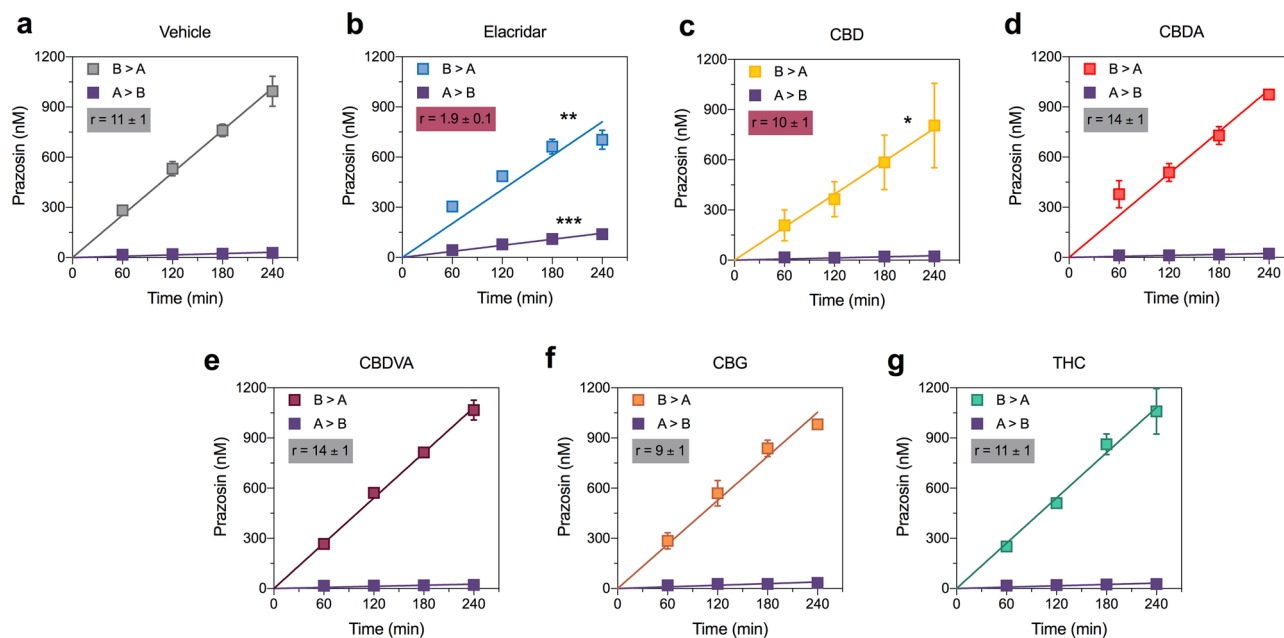 a
Vehicle
B > A
A > B
r = 11 ± 1
1200
900
600
300
0
Prazosin (nM)
0 60 120 180 240
Time (min)
b
Elacridar
B > A
A > B
r = 1.9 ± 0.1
**
***
1200
900
600
300
0
Prazosin (nM)
0 60 120 180 240
Time (min)
c
CBD
B > A
A > B
r = 10 ± 1
*
1200
900
600
300
0
Prazosin (nM)
0 60 120 180 240
Time (min)
d
CBDA
B > A
A > B
r = 14 ± 1
1200
900
600
300
0
Prazosin (nM)
0 60 120 180 240
Time (min)
e
CBDVA
B > A
A > B
r = 14 ± 1
1200
900
600
300
0
Prazosin (nM)
0 60 120 180 240
Time (min)
f
CBG
B > A
A > B
r = 9 ± 1
1200
900
600
300
0
Prazosin (nM)
0 60 120 180 240
Time (min)
g
THC
B > A
A > B
r = 11 ± 1
1200
900
600
300
0
Prazosin (nM)
0 60 120 180 240
Time (min)